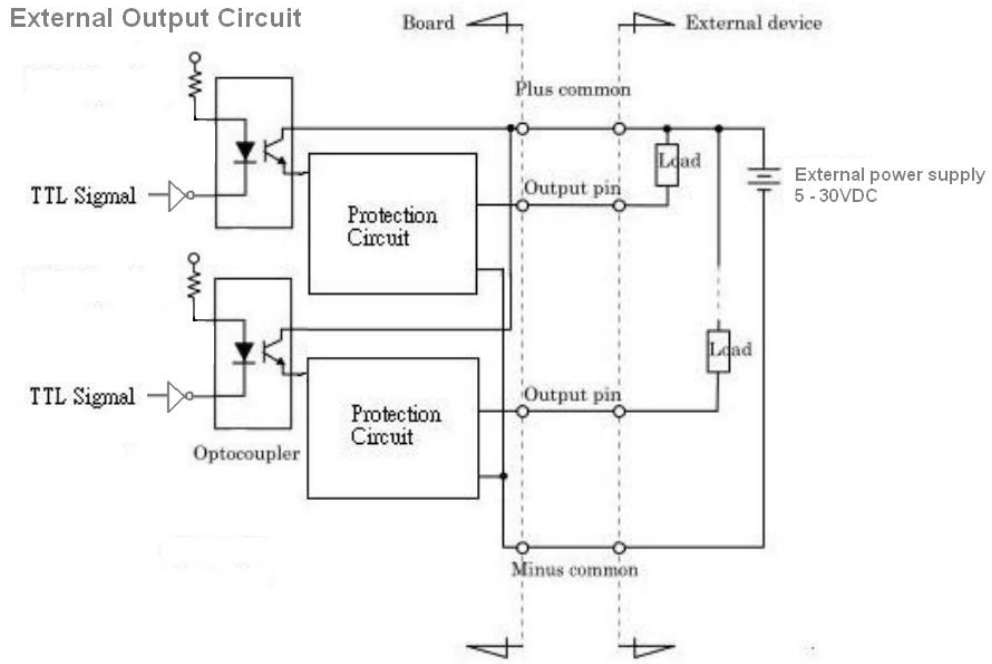 External Output Circuit
Board
External device
Plus common
Load
External power supply
5 - 30VDC
TTL Sigmal
Output pin
Protection
Circuit
Load
TTL Sigmal
Output pin
Protection
Circuit
Optocoupler
Minus common